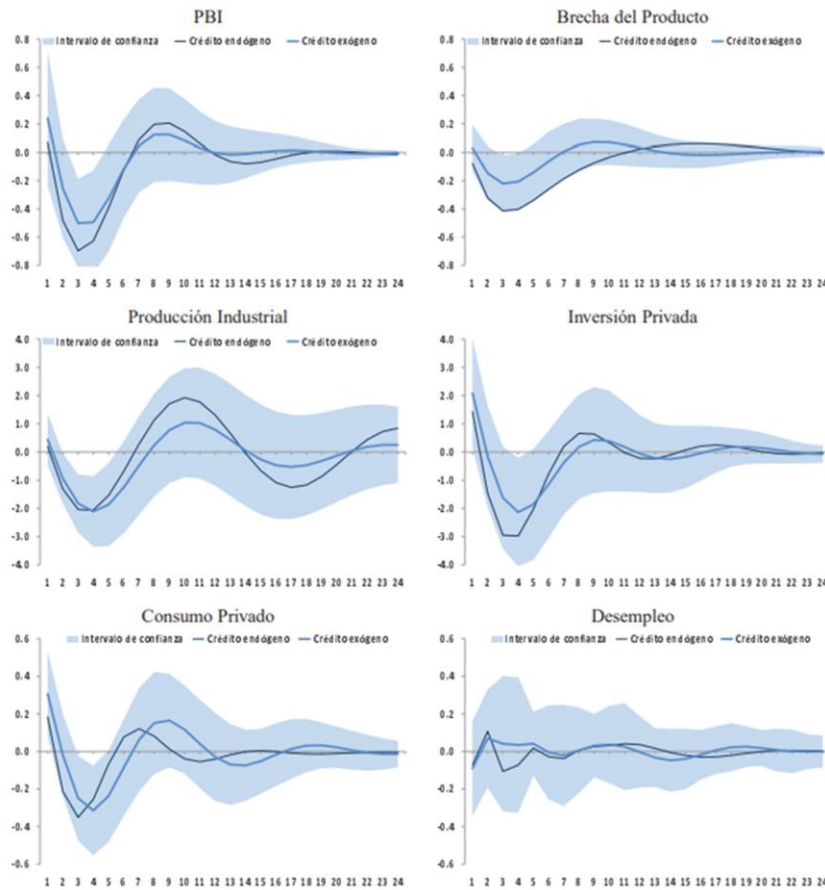 PBI
Intervalo de confianza Crédito endógeno Crédito exógeno
0.8
0.6
0.4
0.2
0.0
-0.2
-0.4
-0.6
-0.8
1 2 3 4 5 6 7 8 9 10 11 12 13 14 15 16 17 18 19 20 21 22 23 24
Brecha del Producto
Intervalo de confianza Crédito endógeno Crédito exógeno
0.8
0.6
0.4
0.2
0.0
-0.2
-0.4
-0.6
-0.8
1 2 3 4 5 6 7 8 9 10 11 12 13 14 15 16 17 18 19 20 21 22 23 24
Producción Industrial
Intervalo de confianza Crédito endógeno Crédito exógeno
4.0
3.0
2.0
1.0
0.0
-1.0
-2.0
-3.0
-4.0
1 2 3 4 5 6 7 8 9 10 11 12 13 14 15 16 17 18 19 20 21 22 23 24
Inversión Privada
Intervalo de confianza Crédito endógeno Crédito exógeno
4.0
3.0
2.0
1.0
0.0
-1.0
-2.0
-3.0
-4.0
1 2 3 4 5 6 7 8 9 10 11 12 13 14 15 16 17 18 19 20 21 22 23 24
Consumo Privado
Intervalo de confianza Crédito endógeno Crédito exógeno
0.6
0.4
0.2
0.0
-0.2
-0.4
-0.6
1 2 3 4 5 6 7 8 9 10 11 12 13 14 15 16 17 18 19 20 21 22 23 24
Desempleo
Intervalo de confianza Crédito endógeno Crédito exógeno
0.6
0.4
0.2
0.0
-0.2
-0.4
-0.6
1 2 3 4 5 6 7 8 9 10 11 12 13 14 15 16 17 18 19 20 21 22 23 24